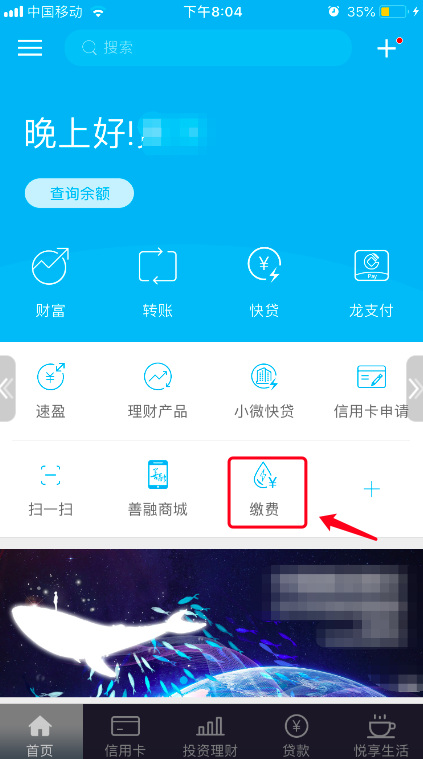 中国移动 下午8:04 35%
搜索
晚上好!
查询余额
财富 转账 快贷 龙支付
Pay
速盈 理财产品 小微快贷 信用卡申请
扫一扫 善融商城 缴费
首页 信用卡 投资理财 贷款 悦享生活